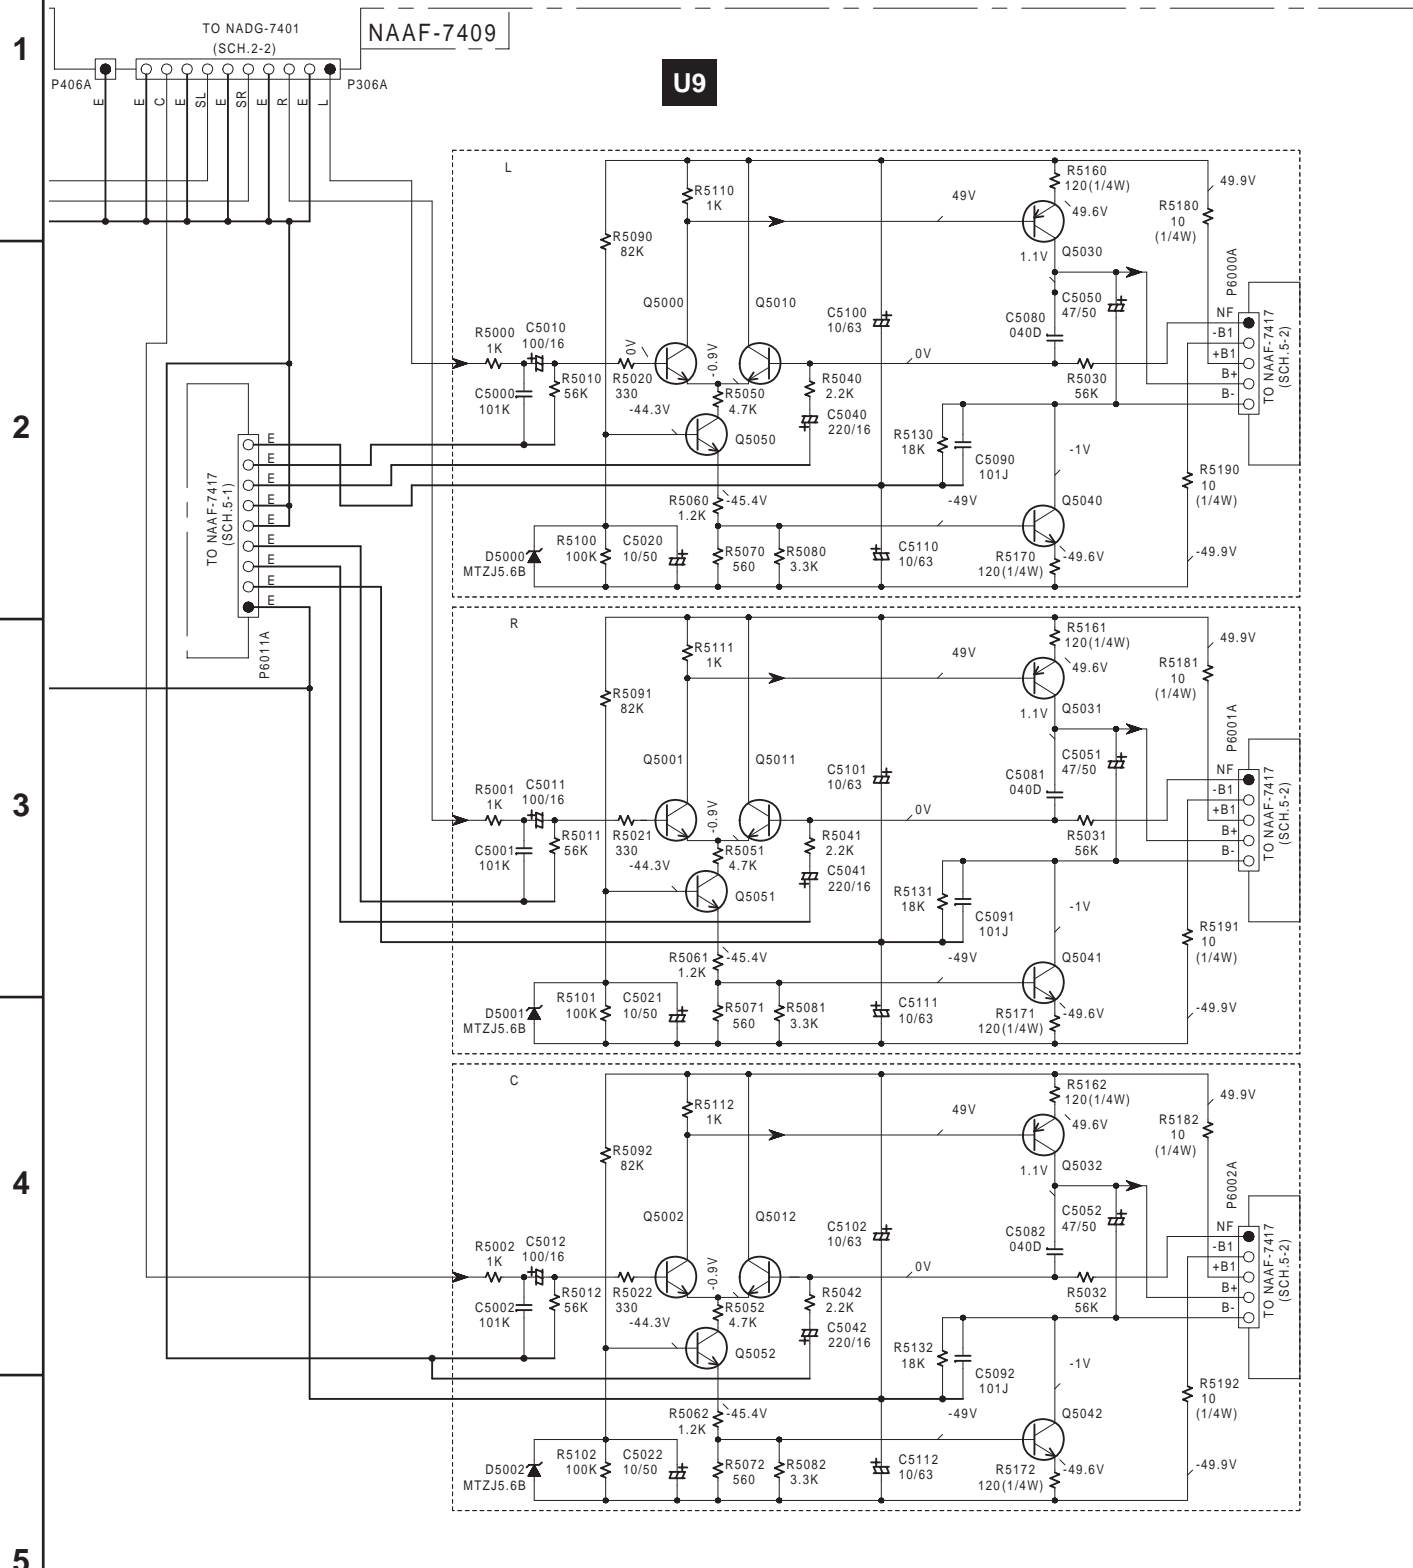 1
TO NADG-7401
(SCH.2-2)
NAAF-7409
P406A
P306A
E
E
C
E
SL
E
SR
E
R
E
L
U9
L
R5110
1K
R5090
82K
Q5000
Q5010
49V
R5160
120(1/4W)
49.6V
Q5030
1.1V
R5180
10
(1/4W)
49.9V
P6000A
C5100
10/63
C5080
040D
C5050
47/50
NF
-B1
+B1
B+
B-
TO NAAF-7417
(SCH.5-2)
R5000
1K
C5010
100/16
C5000
101K
R5010
56K
0V
R5020
330
-0.9V
-44.3V
R5050
4.7K
Q5050
0V
R5040
2.2K
C5040
220/16
R5030
56K
R5130
18K
C5090
101J
-1V
R5190
10
(1/4W)
R5060
1.2K
-45.4V
-49V
Q5040
D5000
MTZJ5.6B
R5100
100K
C5020
10/50
R5070
560
R5080
3.3K
C5110
10/63
R5170
120(1/4W)
-49.6V
-49.9V
2
TO NAAF-7417
(SCH.5-1)
E
E
E
E
E
E
E
E
E
P6011A
R
R5111
1K
R5091
82K
Q5001
Q5011
49V
R5161
120(1/4W)
49.6V
Q5031
1.1V
R5181
10
(1/4W)
49.9V
P6001A
C5101
10/63
C5081
040D
C5051
47/50
NF
-B1
+B1
B+
B-
TO NAAF-7417
(SCH.5-2)
3
R5001
1K
C5011
100/16
C5001
101K
R5011
56K
R5021
330
-0.9V
-44.3V
R5051
4.7K
Q5051
0V
R5041
2.2K
C5041
220/16
R5031
56K
R5131
18K
C5091
101J
-1V
R5191
10
(1/4W)
R5061
1.2K
-45.4V
-49V
Q5041
D5001
MTZJ5.6B
R5101
100K
C5021
10/50
R5071
560
R5081
3.3K
C5111
10/63
R5171
120(1/4W)
-49.6V
-49.9V
C
R5112
1K
R5092
82K
Q5002
Q5012
49V
R5162
120(1/4W)
49.6V
Q5032
1.1V
R5182
10
(1/4W)
49.9V
P6002A
4
C5102
10/63
C5082
040D
C5052
47/50
NF
-B1
+B1
B+
B-
TO NAAF-7417
(SCH.5-2)
R5002
1K
C5012
100/16
C5002
101K
R5012
56K
R5022
330
-0.9V
-44.3V
R5052
4.7K
Q5052
0V
R5042
2.2K
C5042
220/16
R5032
56K
R5132
18K
C5092
101J
-1V
R5192
10
(1/4W)
R5062
1.2K
-45.4V
-49V
Q5042
D5002
MTZJ5.6B
R5102
100K
C5022
10/50
R5072
560
R5082
3.3K
C5112
10/63
R5172
120(1/4W)
-49.6V
-49.9V
5